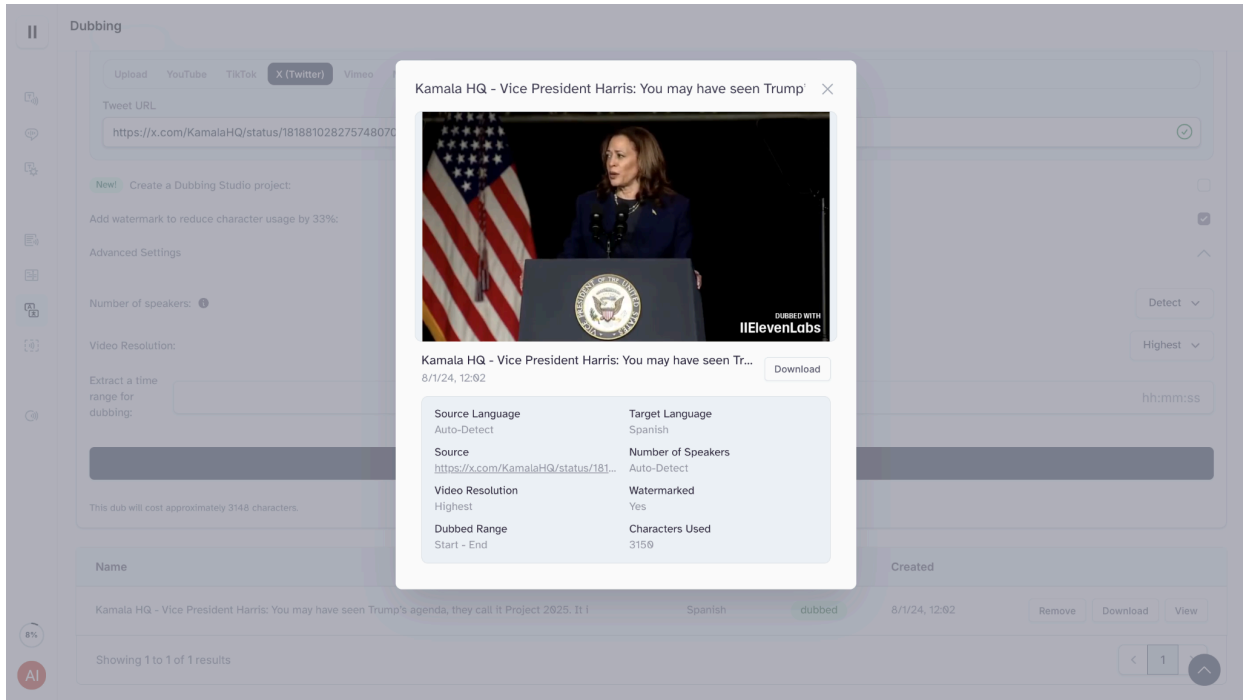 Dubbing
Upload YouTube TikTok X (Twitter) Vimeo
Tweet URL
https://x.com/KamalaHQ/status/1818810282757480702
New! Create a Dubbing Studio project:
Add watermark to reduce character usage by 33%:
Advanced Settings
Number of speakers:
Detect
Video Resolution:
Highest
Extract a time
range for
dubbing:
hh:mm:ss
This dub will cost approximately 3148 characters.
Kamala HQ - Vice President Harris: You may have seen Trump'
VICE PRESIDENT OF THE UNITED STATES
DUBBED WITH
IIElevenLabs
Kamala HQ - Vice President Harris: You may have seen Tr...
8/1/24, 12:02
Download
Source Language
Auto-Detect
Target Language
Spanish
Source
https://x.com/KamalaHQ/status/181...
Number of Speakers
Auto-Detect
Video Resolution
Highest
Watermarked
Yes
Dubbed Range
Start - End
Characters Used
3150
Name
Created
Kamala HQ - Vice President Harris: You may have seen Trump's agenda, they call it Project 2025. It i
Spanish
dubbed
8/1/24, 12:02
Remove
Download
View
8%
Showing 1 to 1 of 1 results
< 1
AI